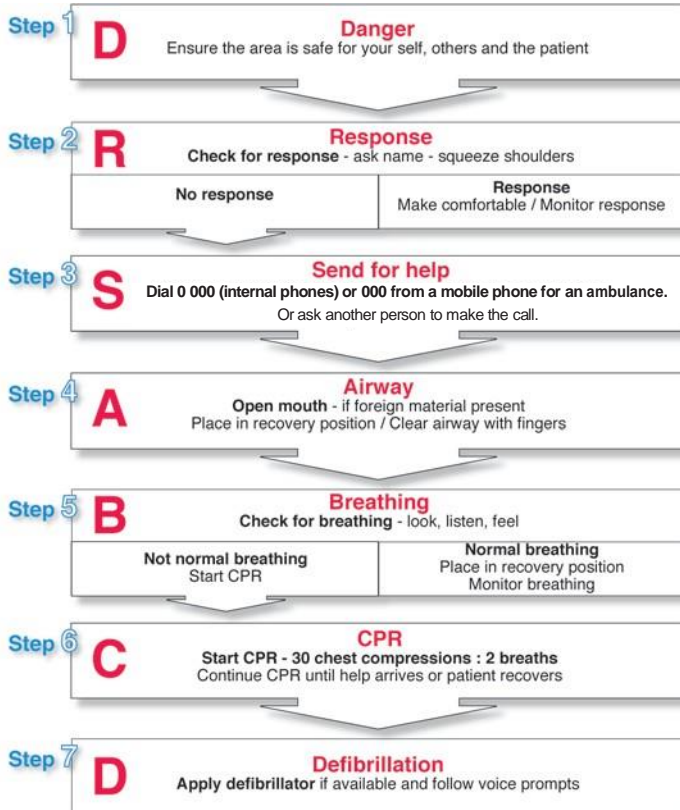 Step 1
D
Danger
Ensure the area is safe for your self, others and the patient
Step 2
R
Response
Check for response - ask name - squeeze shoulders
No response
Response
Make comfortable / Monitor response
Step 3
S
Send for help
Dial 0 000 (internal phones) or 000 from a mobile phone for an ambulance.
Or ask another person to make the call.
Step 4
A
Airway
Open mouth - if foreign material present
Place in recovery position / Clear airway with fingers
Step 5
B
Breathing
Check for breathing - look, listen, feel
Not normal breathing
Start CPR
Normal breathing
Place in recovery position
Monitor breathing
Step 6
C
CPR
Start CPR - 30 chest compressions : 2 breaths
Continue CPR until help arrives or patient recovers
Step 7
D
Defibrillation
Apply defibrillator if available and follow voice prompts